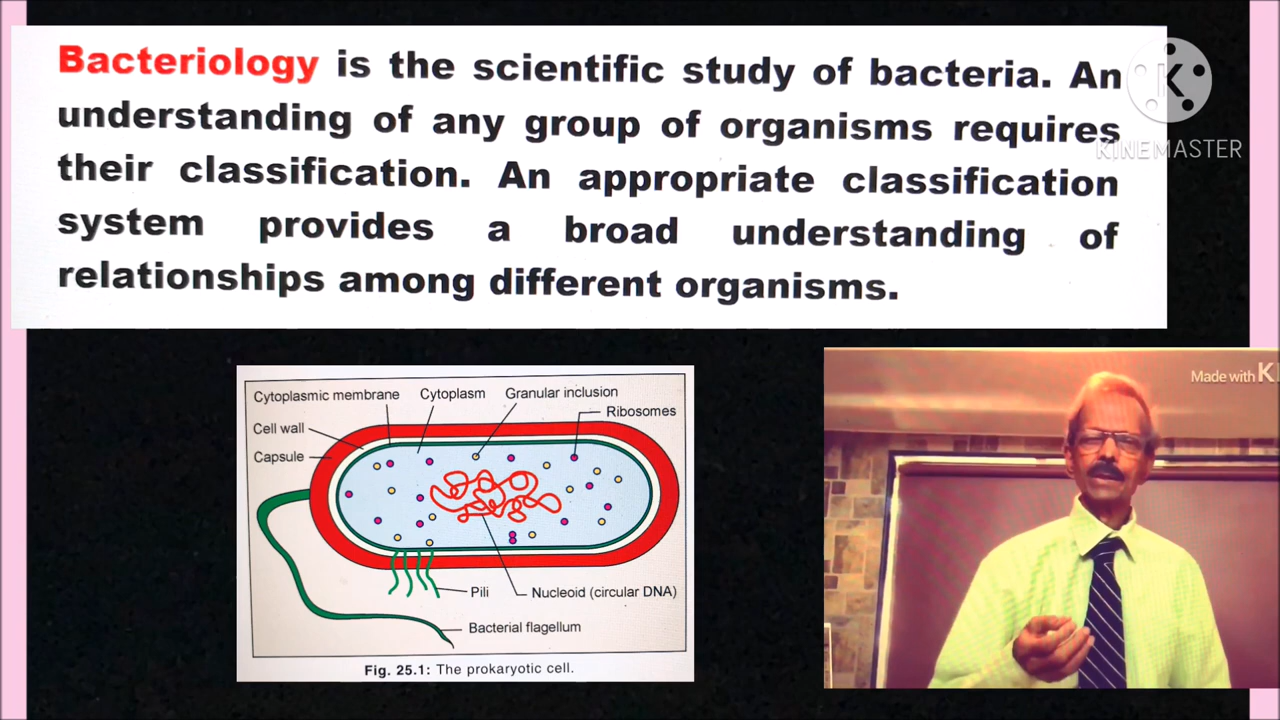 Bacteriology is the scientific study of bacteria. An
understanding of any group of organisms requires
their classification. An appropriate classification
system provides a broad understanding of
relationships among different organisms.
K
KINEMASTER
Made with K
Cytoplasmic membrane
Cytoplasm
Granular inclusion
Ribosomes
Cell wall
Capsule
Pili
Nucleoid (circular DNA)
Bacterial flagellum
Fig. 25.1: The prokaryotic cell.